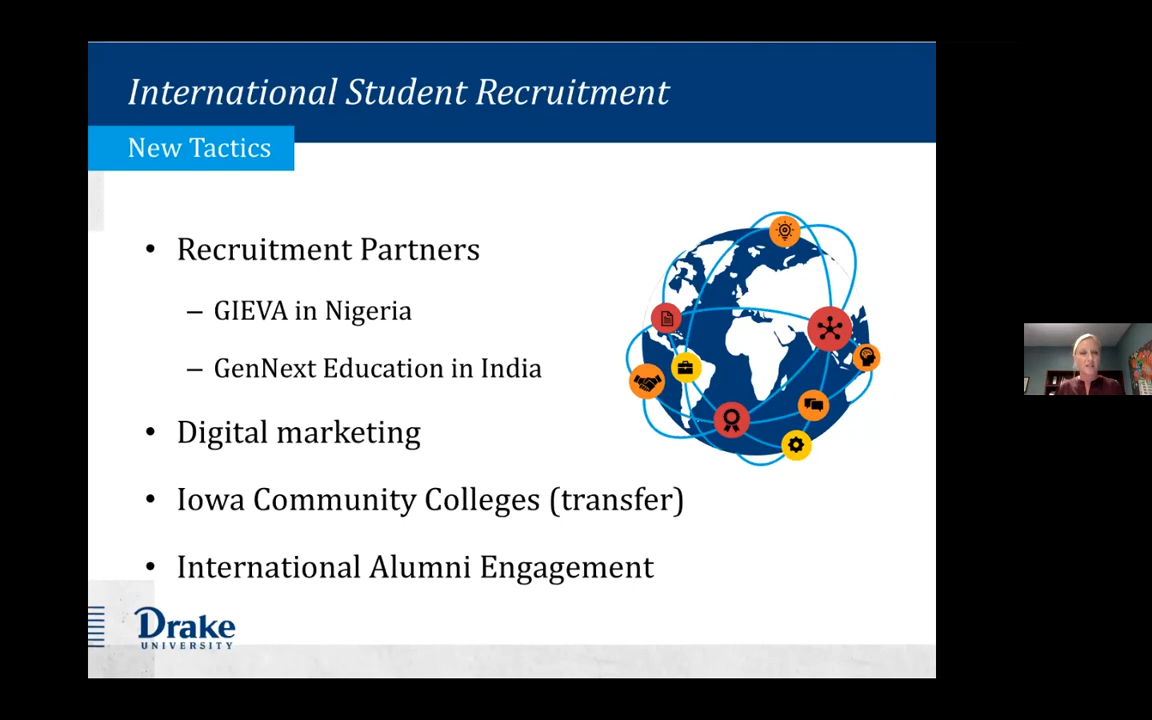 International Student Recruitment
New Tactics
• Recruitment Partners
– GIEVA in Nigeria
– GenNext Education in India
• Digital marketing
• Iowa Community Colleges (transfer)
• International Alumni Engagement
Drake
UNIVERSITY